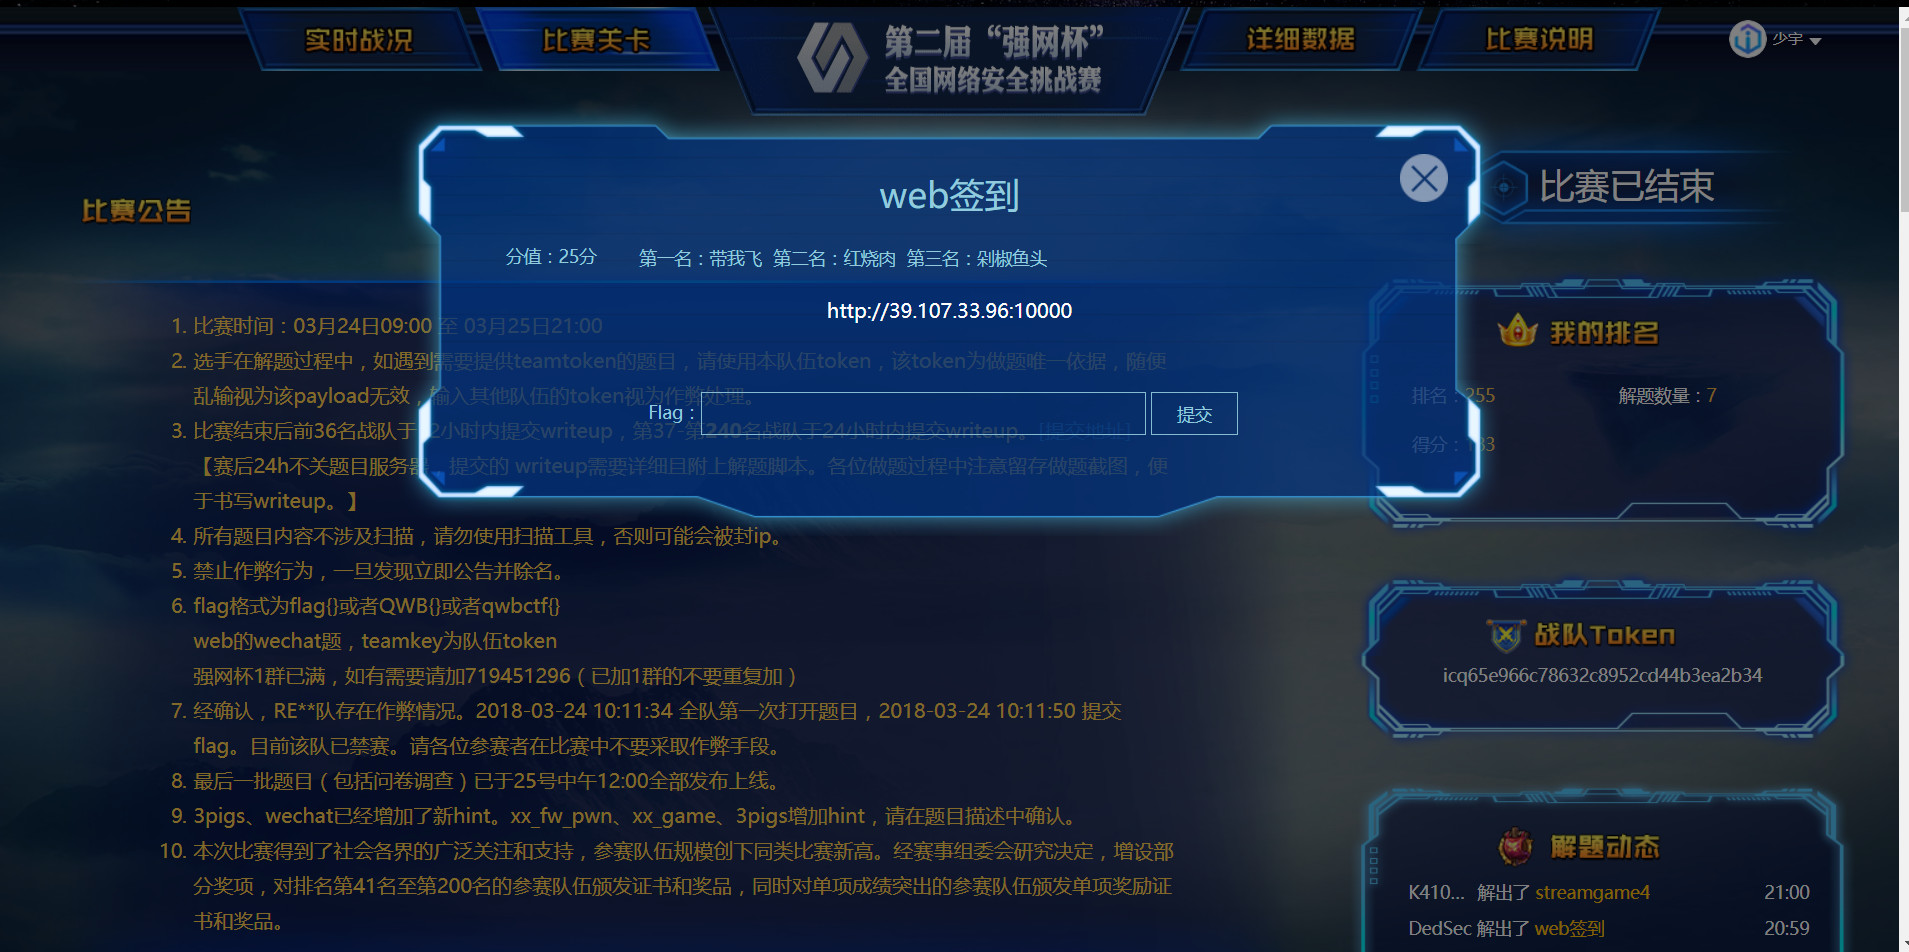 实时战况
比赛关卡
第二届“强网杯”
全国网络安全挑战赛
详细数据
比赛说明
少宇
web签到
分值：25分 第一名：带我飞 第二名：红烧肉 第三名：剁椒鱼头
http://39.107.33.96:10000
Flag :
提交
比赛公告
1. 比赛时间：03月24日09:00 至 03月25日21:00
2. 选手在解题过程中，如遇到需要提供teamtoken的题目，请使用本队伍token，该token为做题唯一依据，随便
乱输视为该payload无效，输入其他队伍的token视为作弊处理。
3. 比赛结束后前36名战队于12小时内提交writeup，第37-第240名战队于24小时内提交writeup。[提交地址]
【赛后24h不关题目服务器，提交的 writeup需要详细且附上解题脚本。各位做题过程中注意留存做题截图，便
于书写writeup。】
4. 所有题目内容不涉及扫描，请勿使用扫描工具，否则可能会被封ip。
5. 禁止作弊行为，一旦发现立即公告并除名。
6. flag格式为flag{}或者QWB{}或者qwbctf{}
web的wechat题，teamkey为队伍token
强网杯1群已满，如有需要请加719451296（已加1群的不要重复加）
7. 经确认，RE**队存在作弊情况。2018-03-24 10:11:34 全队第一次打开题目，2018-03-24 10:11:50 提交
flag。目前该队已禁赛。请各位参赛者在比赛中不要采取作弊手段。
8. 最后一批题目（包括问卷调查）已于25号中午12:00全部发布上线。
9. 3pigs、wechat已经增加了新hint。xx_fw_pwn、xx_game、3pigs增加hint，请在题目描述中确认。
10. 本次比赛得到了社会各界的广泛关注和支持，参赛队伍规模创下同类比赛新高。经赛事组委会研究决定，增设部
分奖项，对排名第41名至第200名的参赛队伍颁发证书和奖品，同时对单项成绩突出的参赛队伍颁发单项奖励证
书和奖品。
比赛已结束
我的排名
排名：255 解题数量：7
得分：
战队Token
icq65e966c78632c8952cd44b3ea2b34
解题动态
K410... 解出了 streamgame4 21:00
DedSec 解出了 web签到 20:59